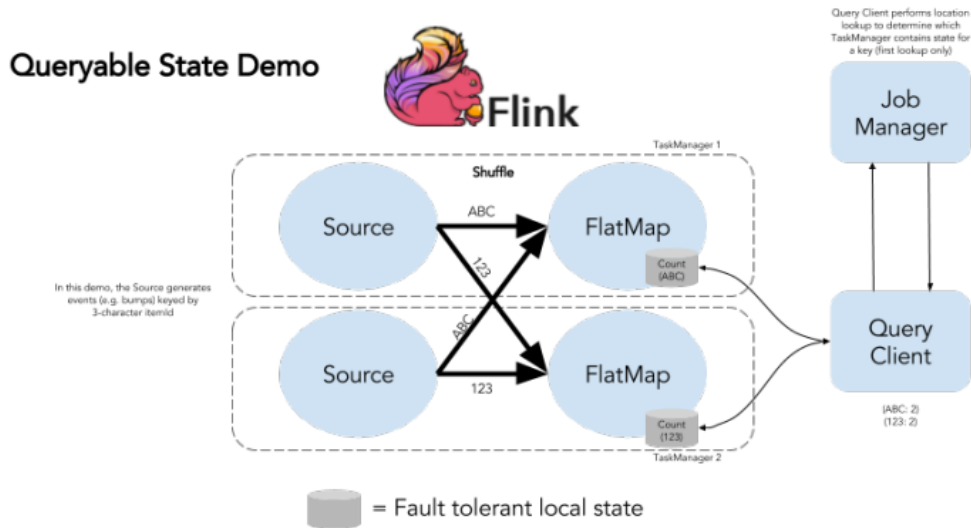 Query Client performs location
lookup to determine which
TaskManager contains state for
a key (first lookup only)
Queryable State Demo
Flink
Job
Manager
TaskManager 1
Shuffle
Source
ABC
FlatMap
123
Count
(ABC)
In this demo, the Source generates
events (e.g. bumps) keyed by
3-character itemId
Query
Client
ABC
Source
123
FlatMap
Count
(123)
(ABC: 2)
(123: 2)
TaskManager 2
= Fault tolerant local state